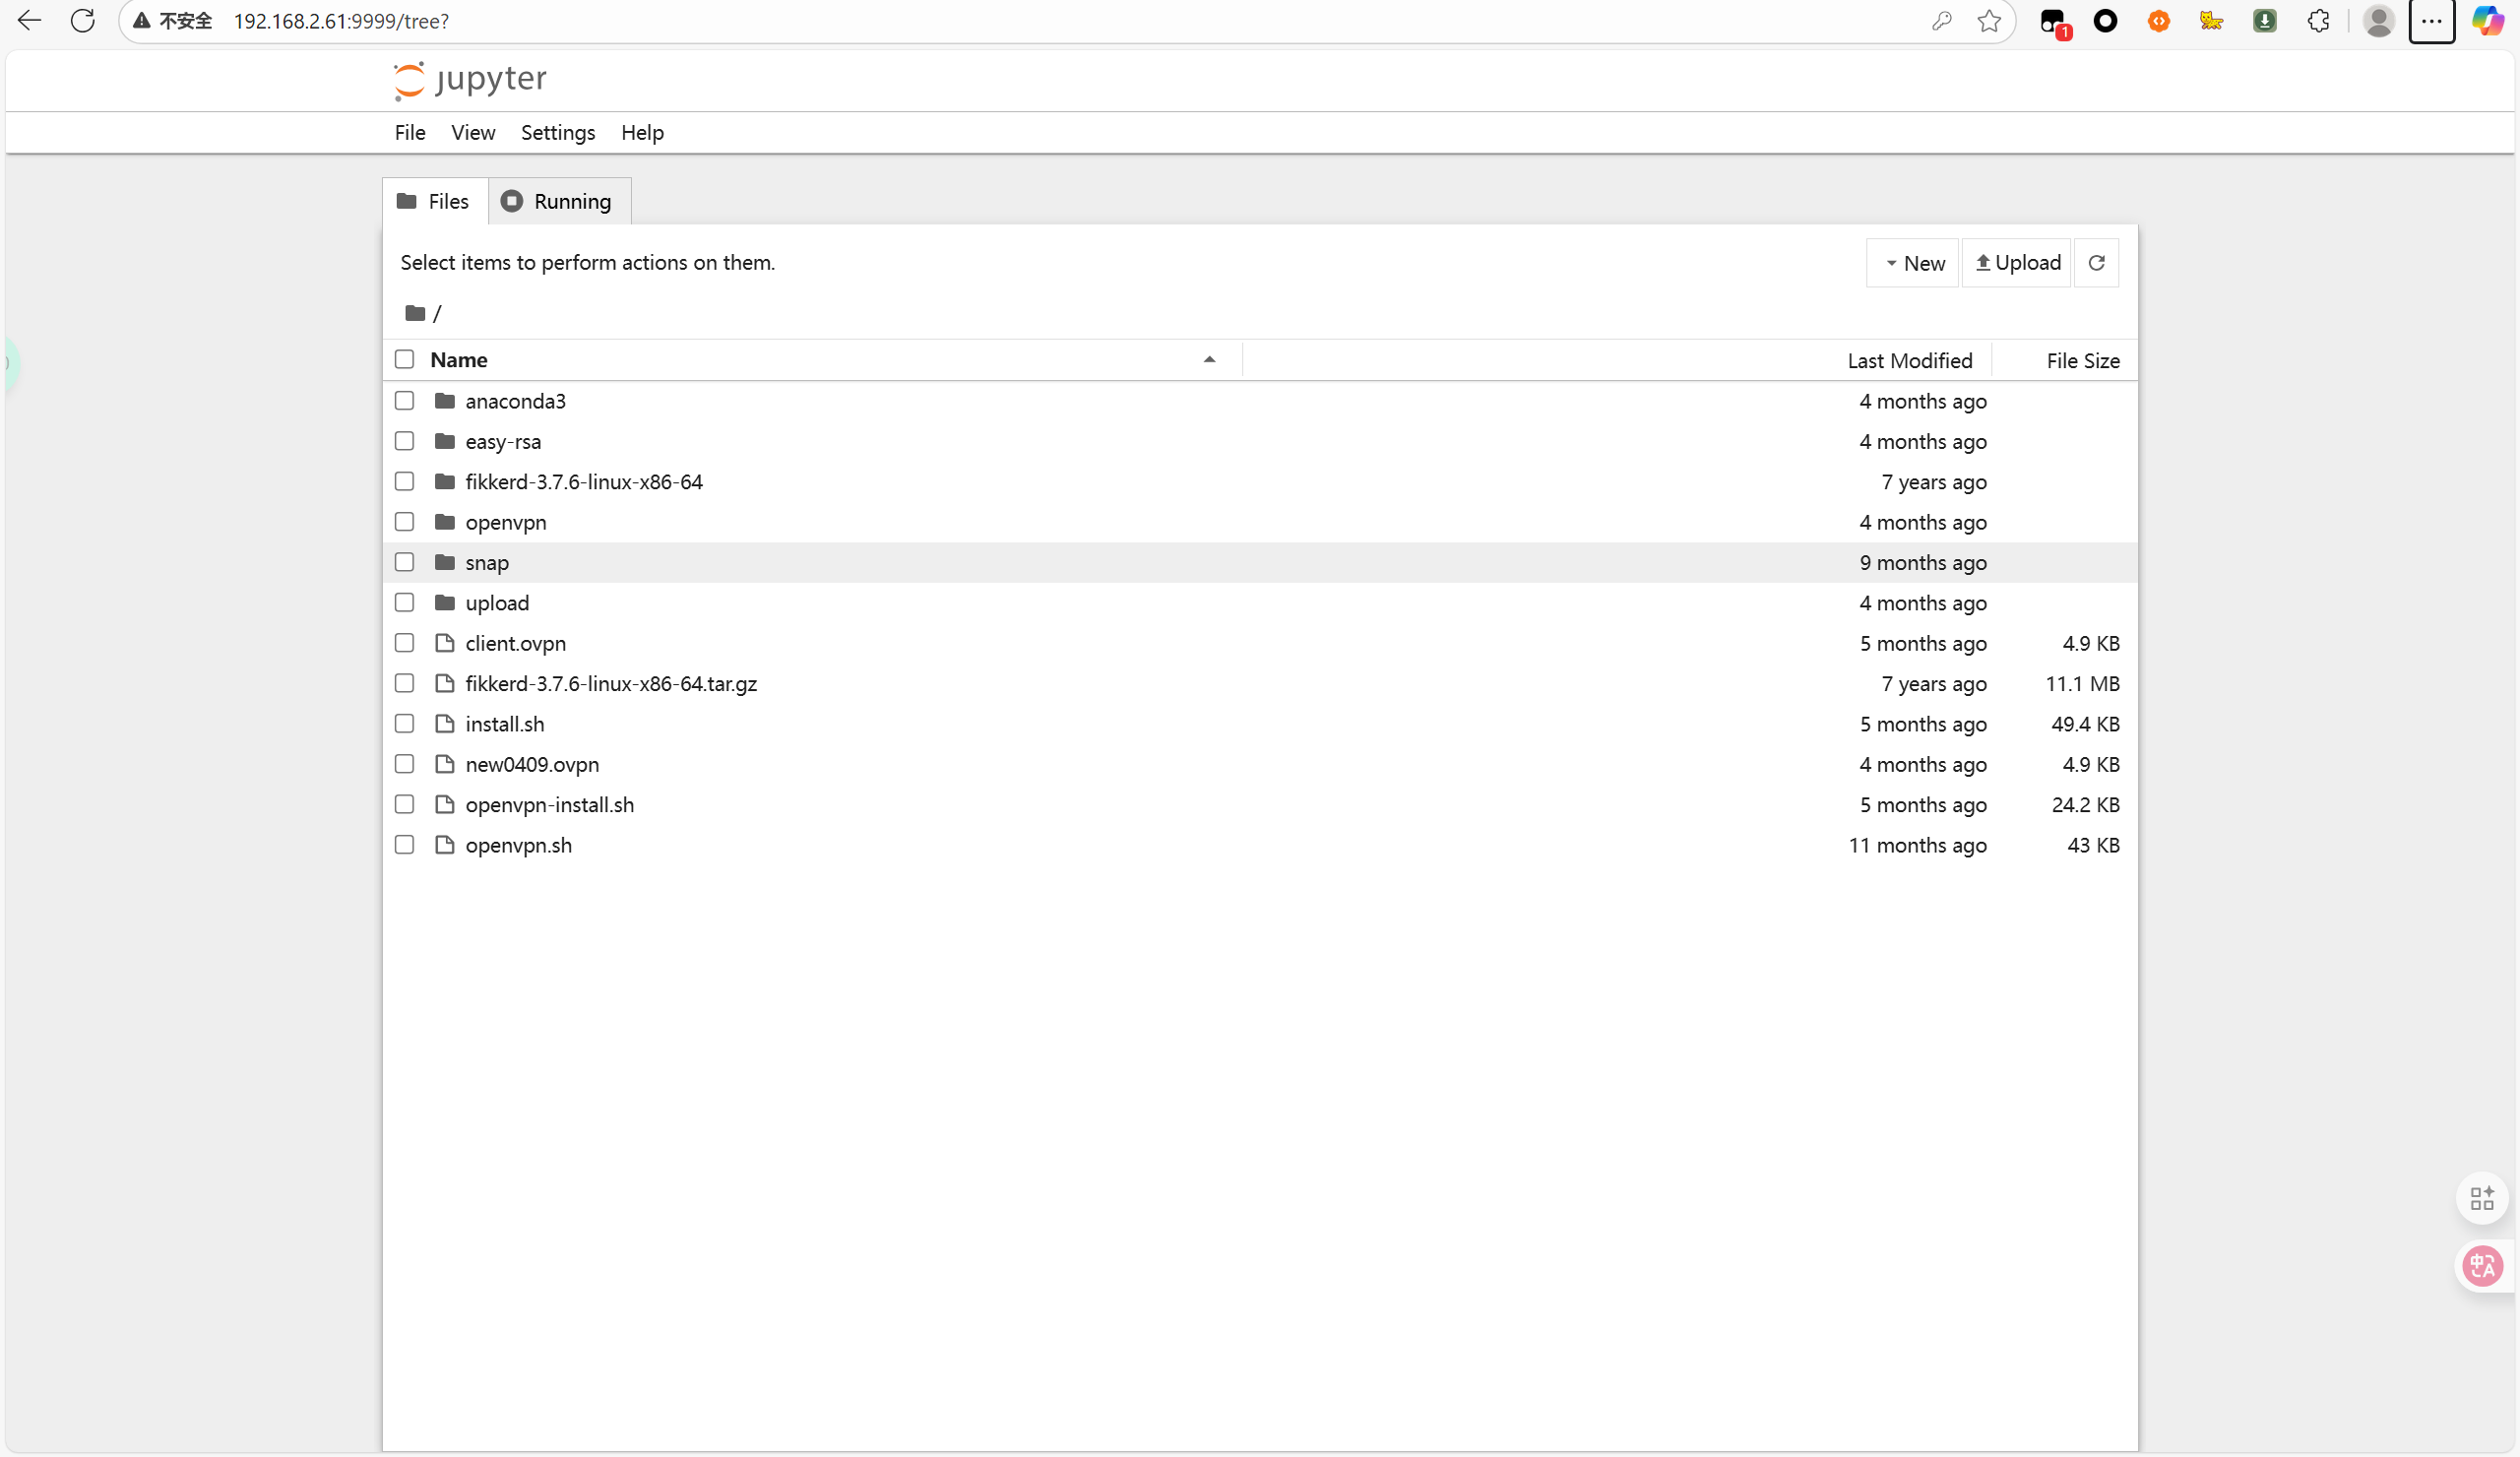 不安全 192.168.2.61:9999/tree?
1
jupyter
File View Settings Help
Files Running
Select items to perform actions on them.
New Upload
/
Name Last Modified File Size
anaconda3 4 months ago
easy-rsa 4 months ago
fikkerd-3.7.6-linux-x86-64 7 years ago
openvpn 4 months ago
snap 9 months ago
upload 4 months ago
client.ovpn 5 months ago 4.9 KB
fikkerd-3.7.6-linux-x86-64.tar.gz 7 years ago 11.1 MB
install.sh 5 months ago 49.4 KB
new0409.ovpn 4 months ago 4.9 KB
openvpn-install.sh 5 months ago 24.2 KB
openvpn.sh 11 months ago 43 KB
中A